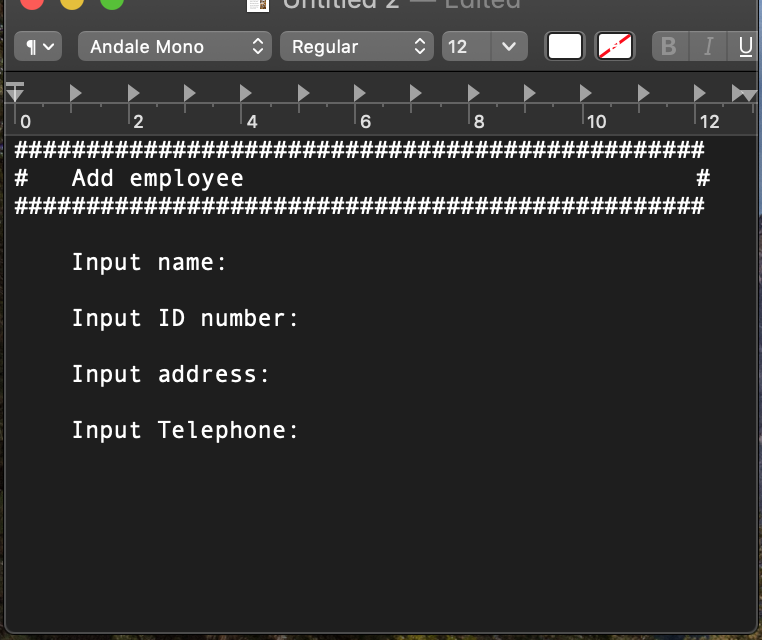 Untitled 2 — Edited
¶ Andale Mono Regular 12 B I U
0 2 4 6 8 10 12
################################################
#   Add employee                               #
################################################
Input name:
Input ID number:
Input address:
Input Telephone: